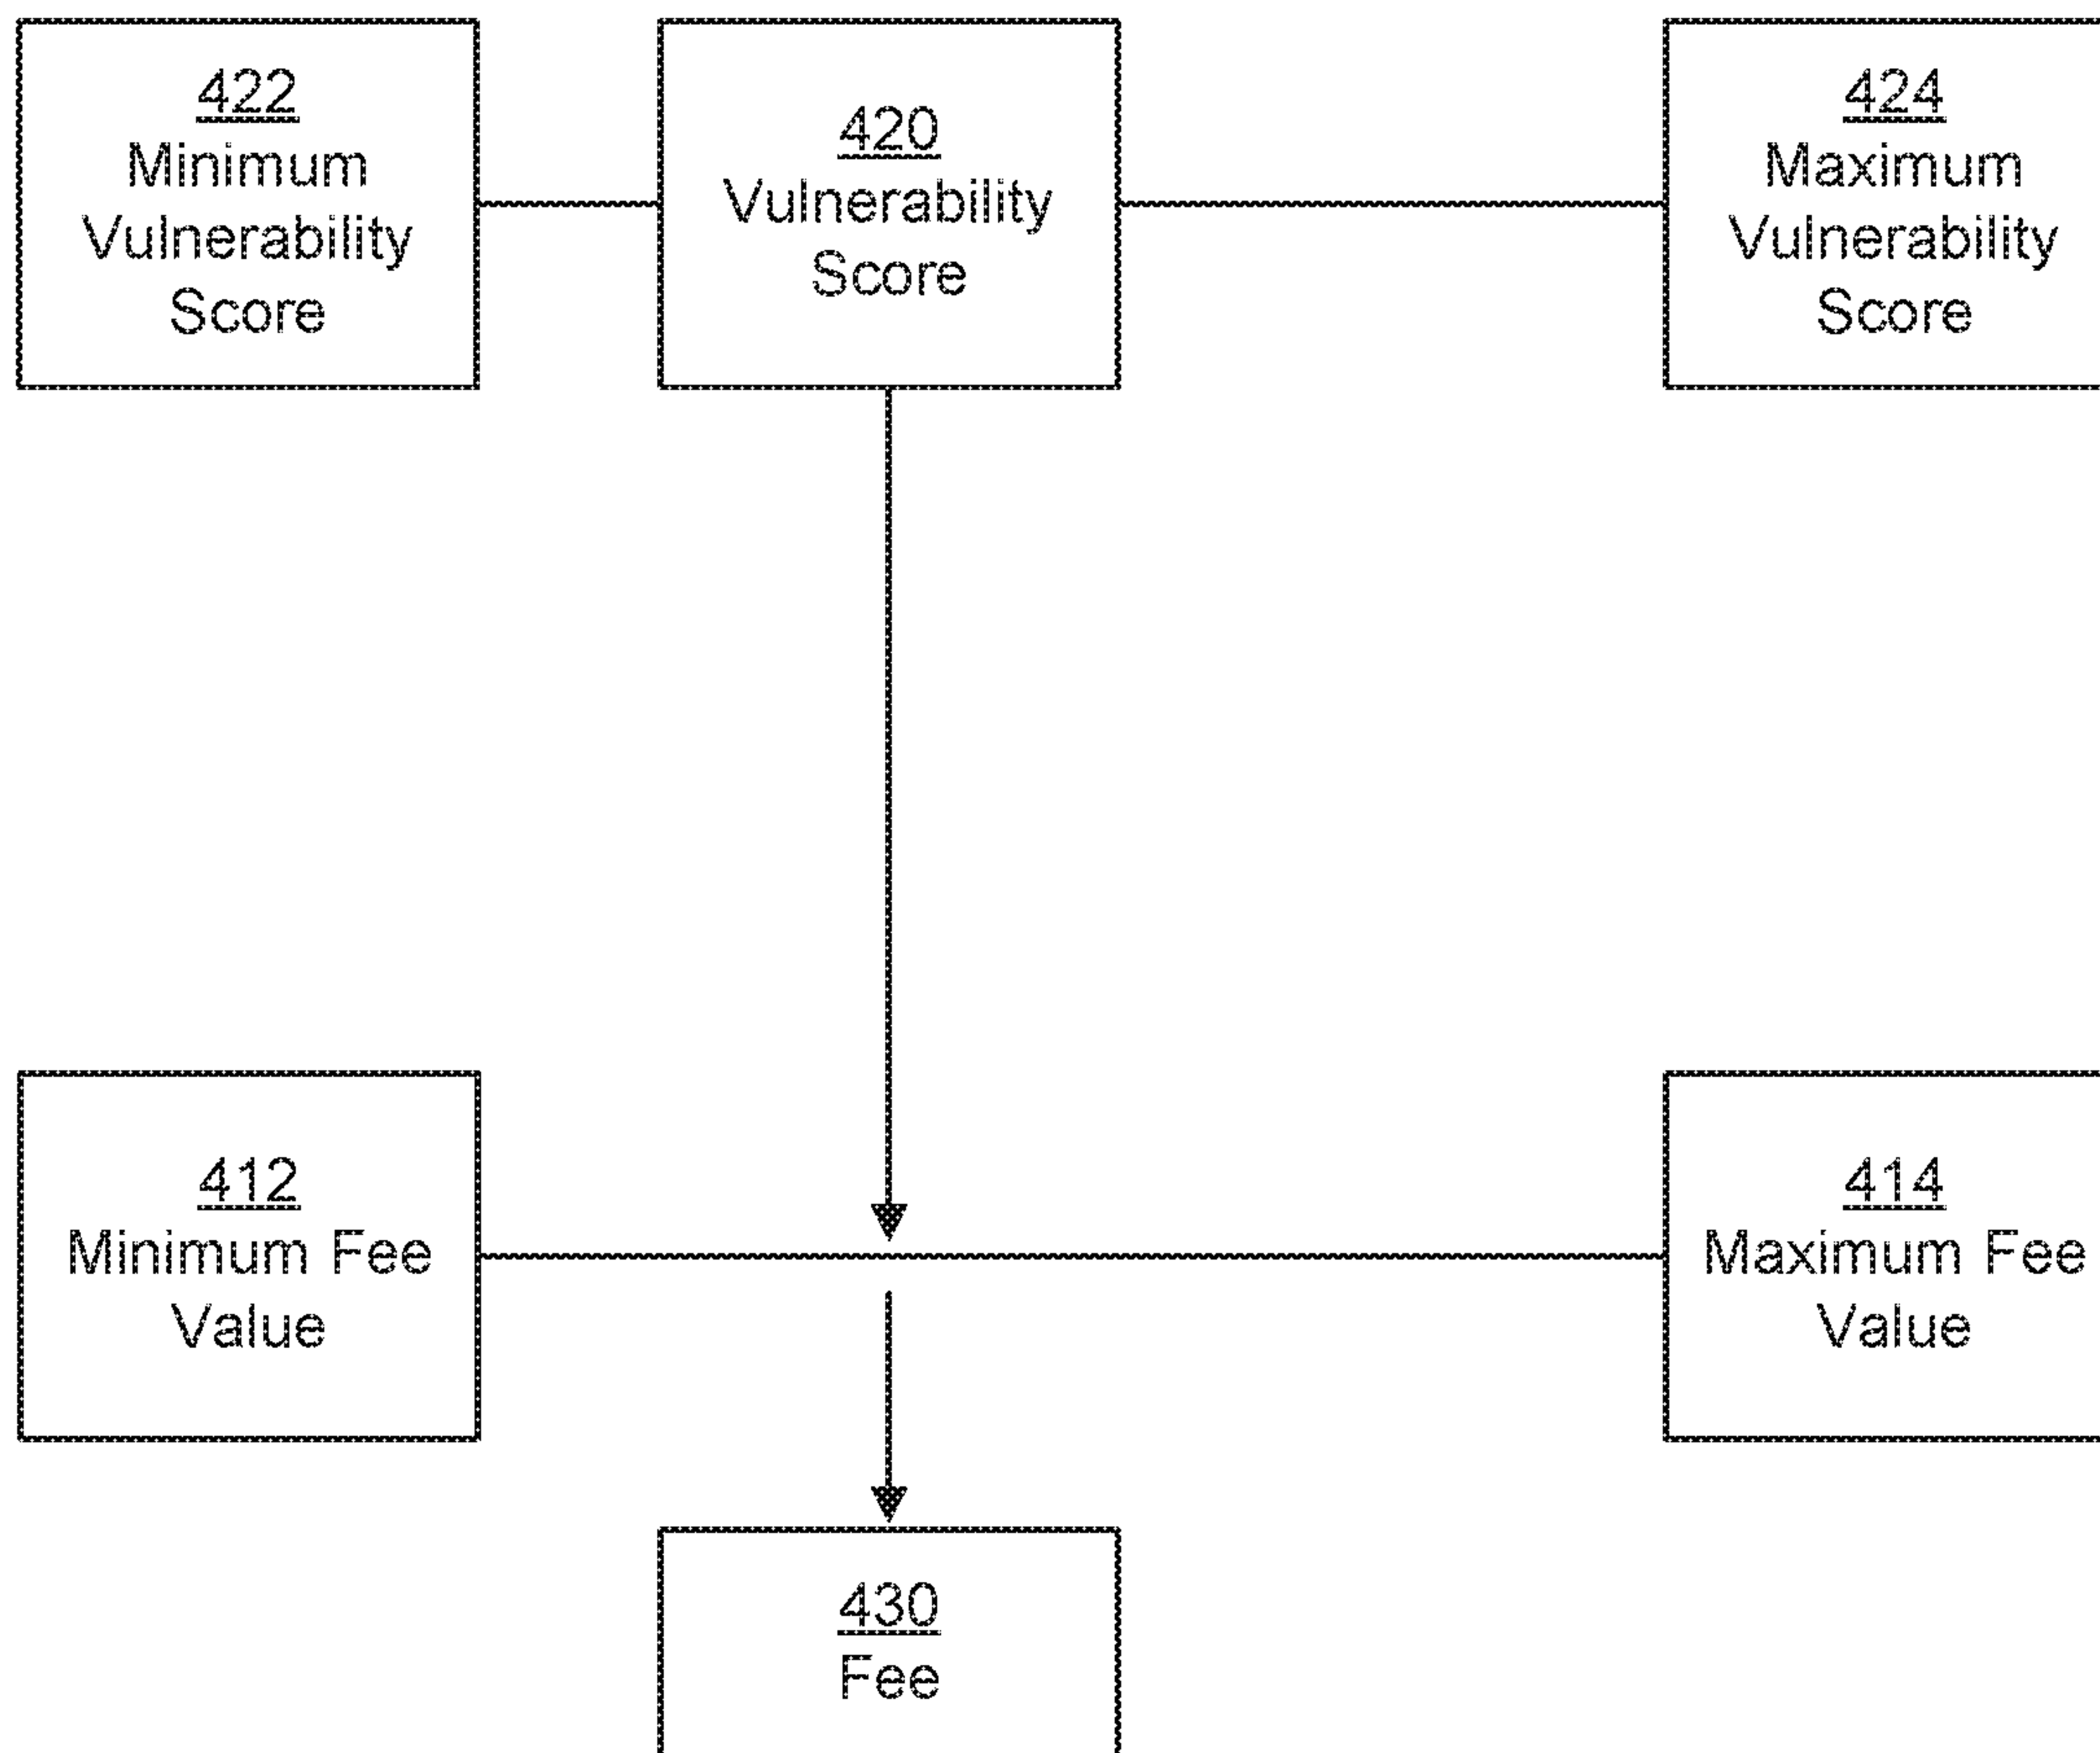 422
Minimum
Vulnerability
Score
420
Vulnerability
Score
424
Maximum
Vulnerability
Score
412
Minimum Fee
Value
414
Maximum Fee
Value
430
Fee